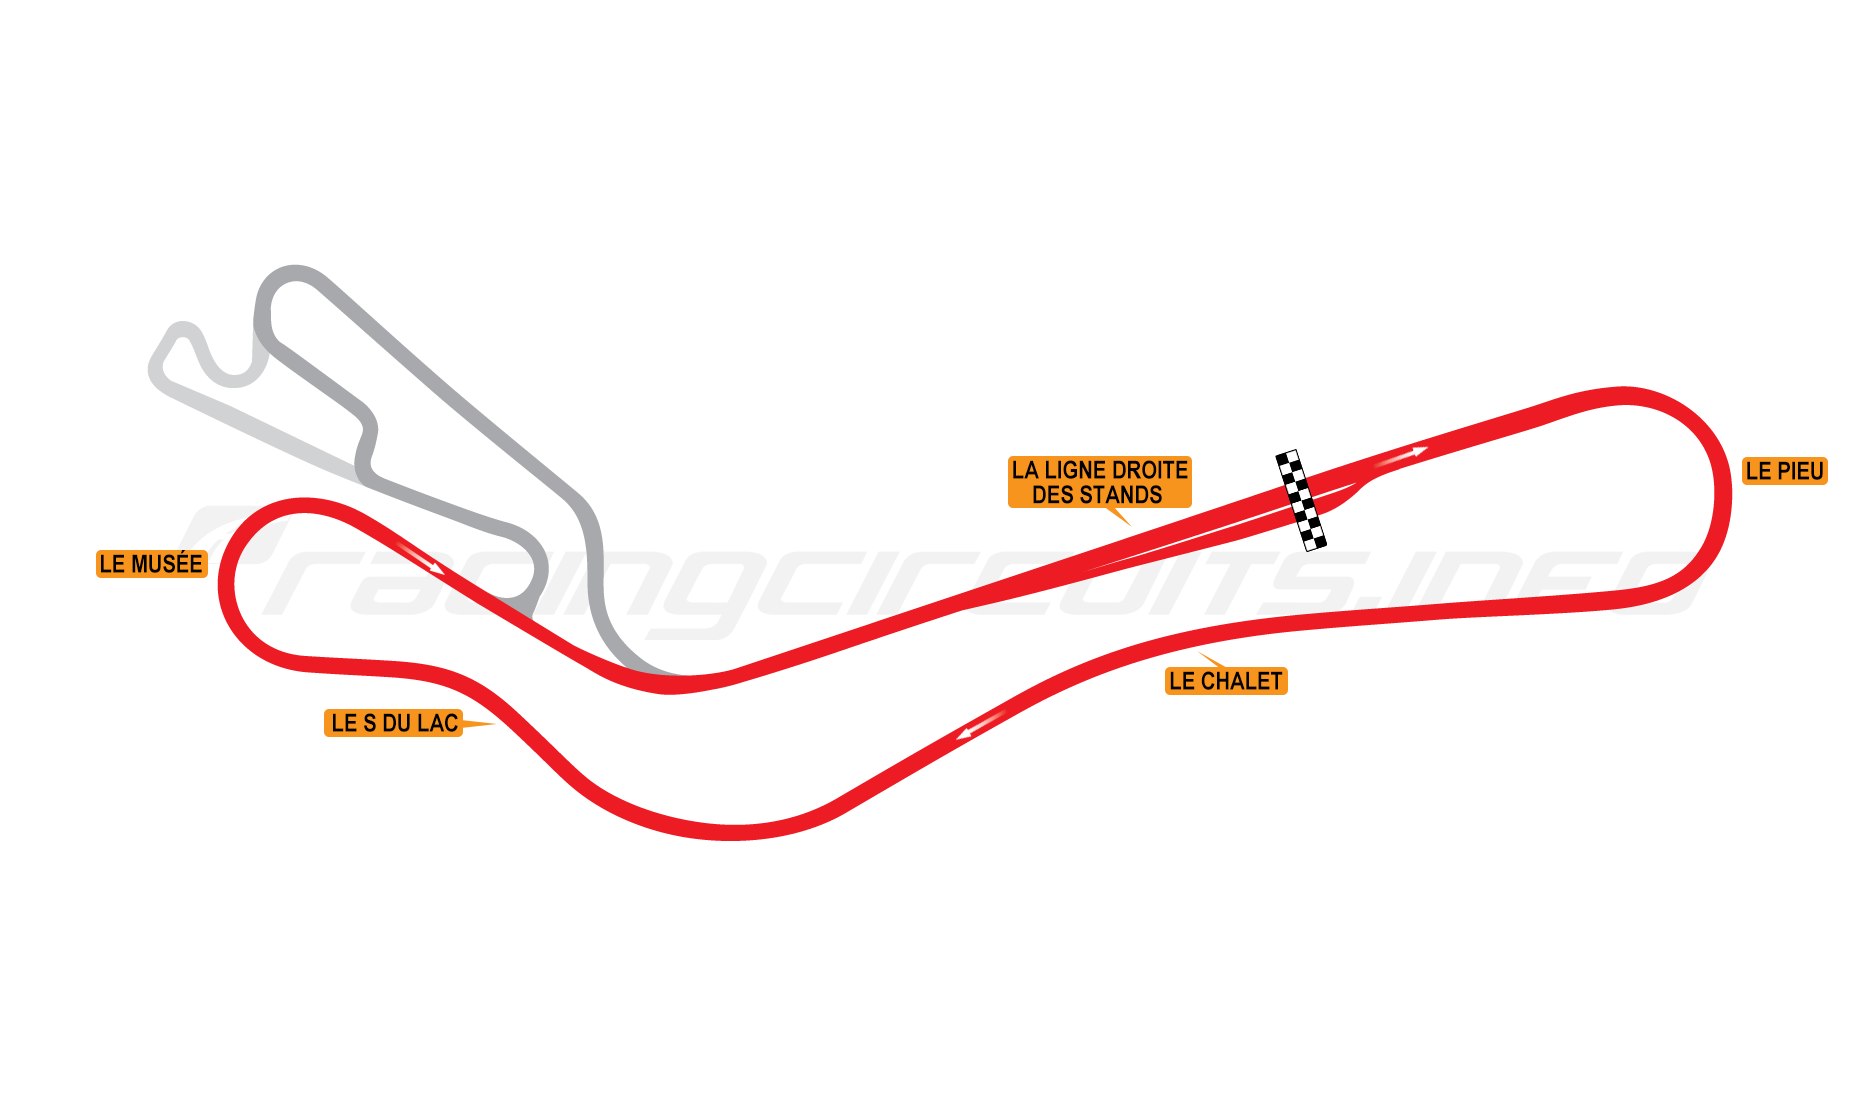 LA LIGNE DROITE
DES STANDS
LE PIEU
LE MUSÉE
racingcircuits.info
LE CHALET
LE S DU LAC